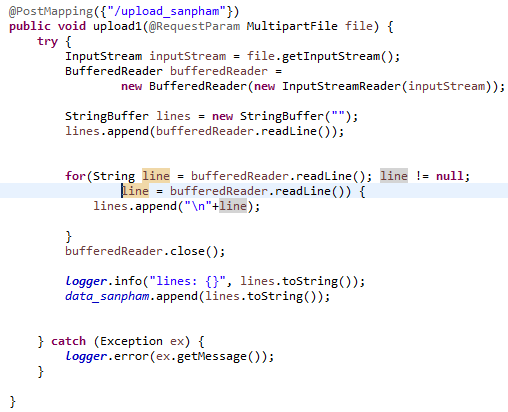 @PostMapping({"/upload_sanpham"})
public void upload1(@RequestParam MultipartFile file) {
    try {
        InputStream inputStream = file.getInputStream();
        BufferedReader bufferedReader =
                new BufferedReader(new InputStreamReader(inputStream));
        StringBuffer lines = new StringBuffer("");
        lines.append(bufferedReader.readLine());
        for(String line = bufferedReader.readLine(); line != null;
                line = bufferedReader.readLine()) {
            lines.append("\n"+line);
        }
        bufferedReader.close();
        logger.info("lines: {}", lines.toString());
        data_sanpham.append(lines.toString());
    } catch (Exception ex) {
        logger.error(ex.getMessage());
    }
}